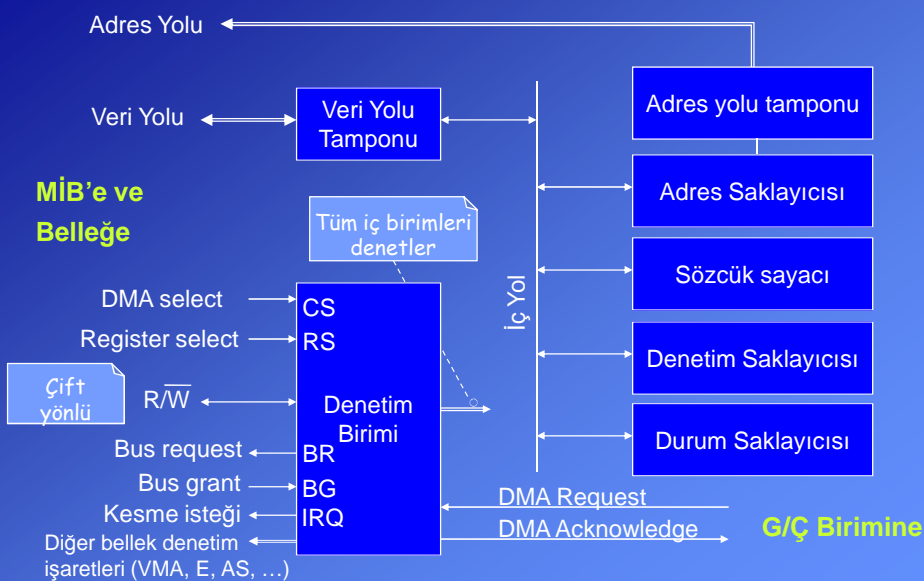 Adres Yolu
Veri Yolu
Veri Yolu
Tamponu
Adres yolu tamponu
Adres Saklayıcısı
MİB’e ve
Belleğe
Tüm iç birimleri
denetler
Sözcük sayacı
İç Yol
DMA select
CS
Register select
RS
Denetim Saklayıcısı
Çift
yönlü
R/W̅
Denetim
Birimi
Durum Saklayıcısı
Bus request
BR
Bus grant
BG
DMA Request
Kesme isteği
IRQ
DMA Acknowledge
G/Ç Birimine
Diğer bellek denetim
işaretleri (VMA, E, AS, …)